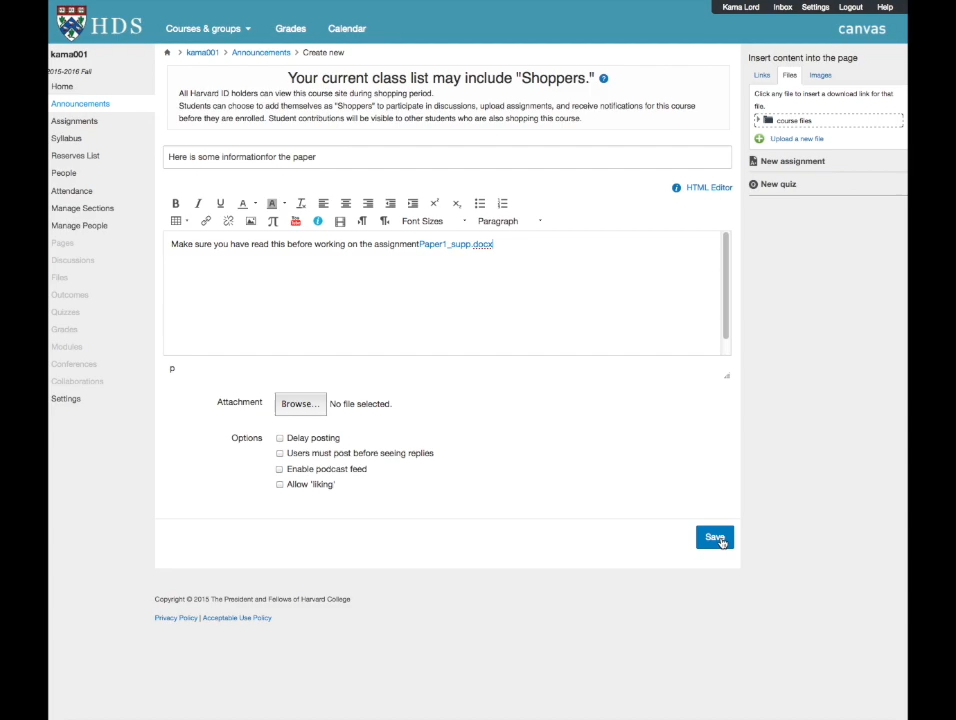 Kama Lord Inbox Settings Logout Help
HDS Courses & groups Grades Calendar canvas
kama001
2015-2016 Fall
Home
Announcements
Assignments
Syllabus
Reserves List
People
Attendance
Manage Sections
Manage People
Pages
Discussions
Files
Outcomes
Quizzes
Grades
Modules
Conferences
Collaborations
Settings
kama001 Announcements Create new
Your current class list may include "Shoppers." ?
All Harvard ID holders can view this course site during shopping period.
Students can choose to add themselves as "Shoppers" to participate in discussions, upload assignments, and receive notifications for this course
before they are enrolled. Student contributions will be visible to other students who are also shopping this course.
Here is some informationfor the paper
HTML Editor
Font Sizes Paragraph
Make sure you have read this before working on the assignmentPaper1_supp.docx
p
Attachment Browse... No file selected.
Options Delay posting
Users must post before seeing replies
Enable podcast feed
Allow 'liking'
Save
Copyright © 2015 The President and Fellows of Harvard College
Privacy Policy | Acceptable Use Policy
Insert content into the page
Links Files Images
Click any file to insert a download link for that
file.
course files
Upload a new file
New assignment
New quiz